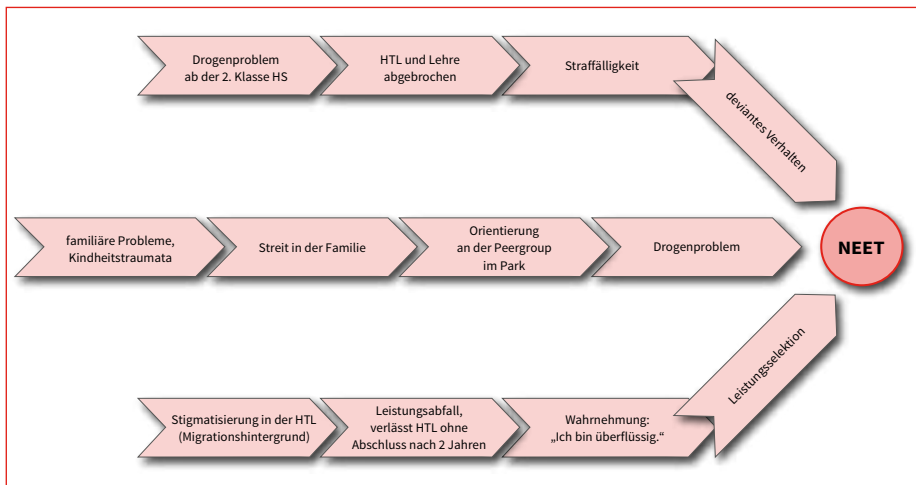 Drogenproblem
ab der 2. Klasse HS
HTL und Lehre
abgebrochen
Straffälligkeit
deviantes Verhalten
familiäre Probleme,
Kindheitstraumata
Streit in der Familie
Orientierung
an der Peergroup
im Park
Drogenproblem
NEET
Stigmatisierung in der HTL
(Migrationshintergrund)
Leistungsabfall,
verlässt HTL ohne
Abschluss nach 2 Jahren
Wahrnehmung:
„Ich bin überflüssig.“
Leistungsselektion